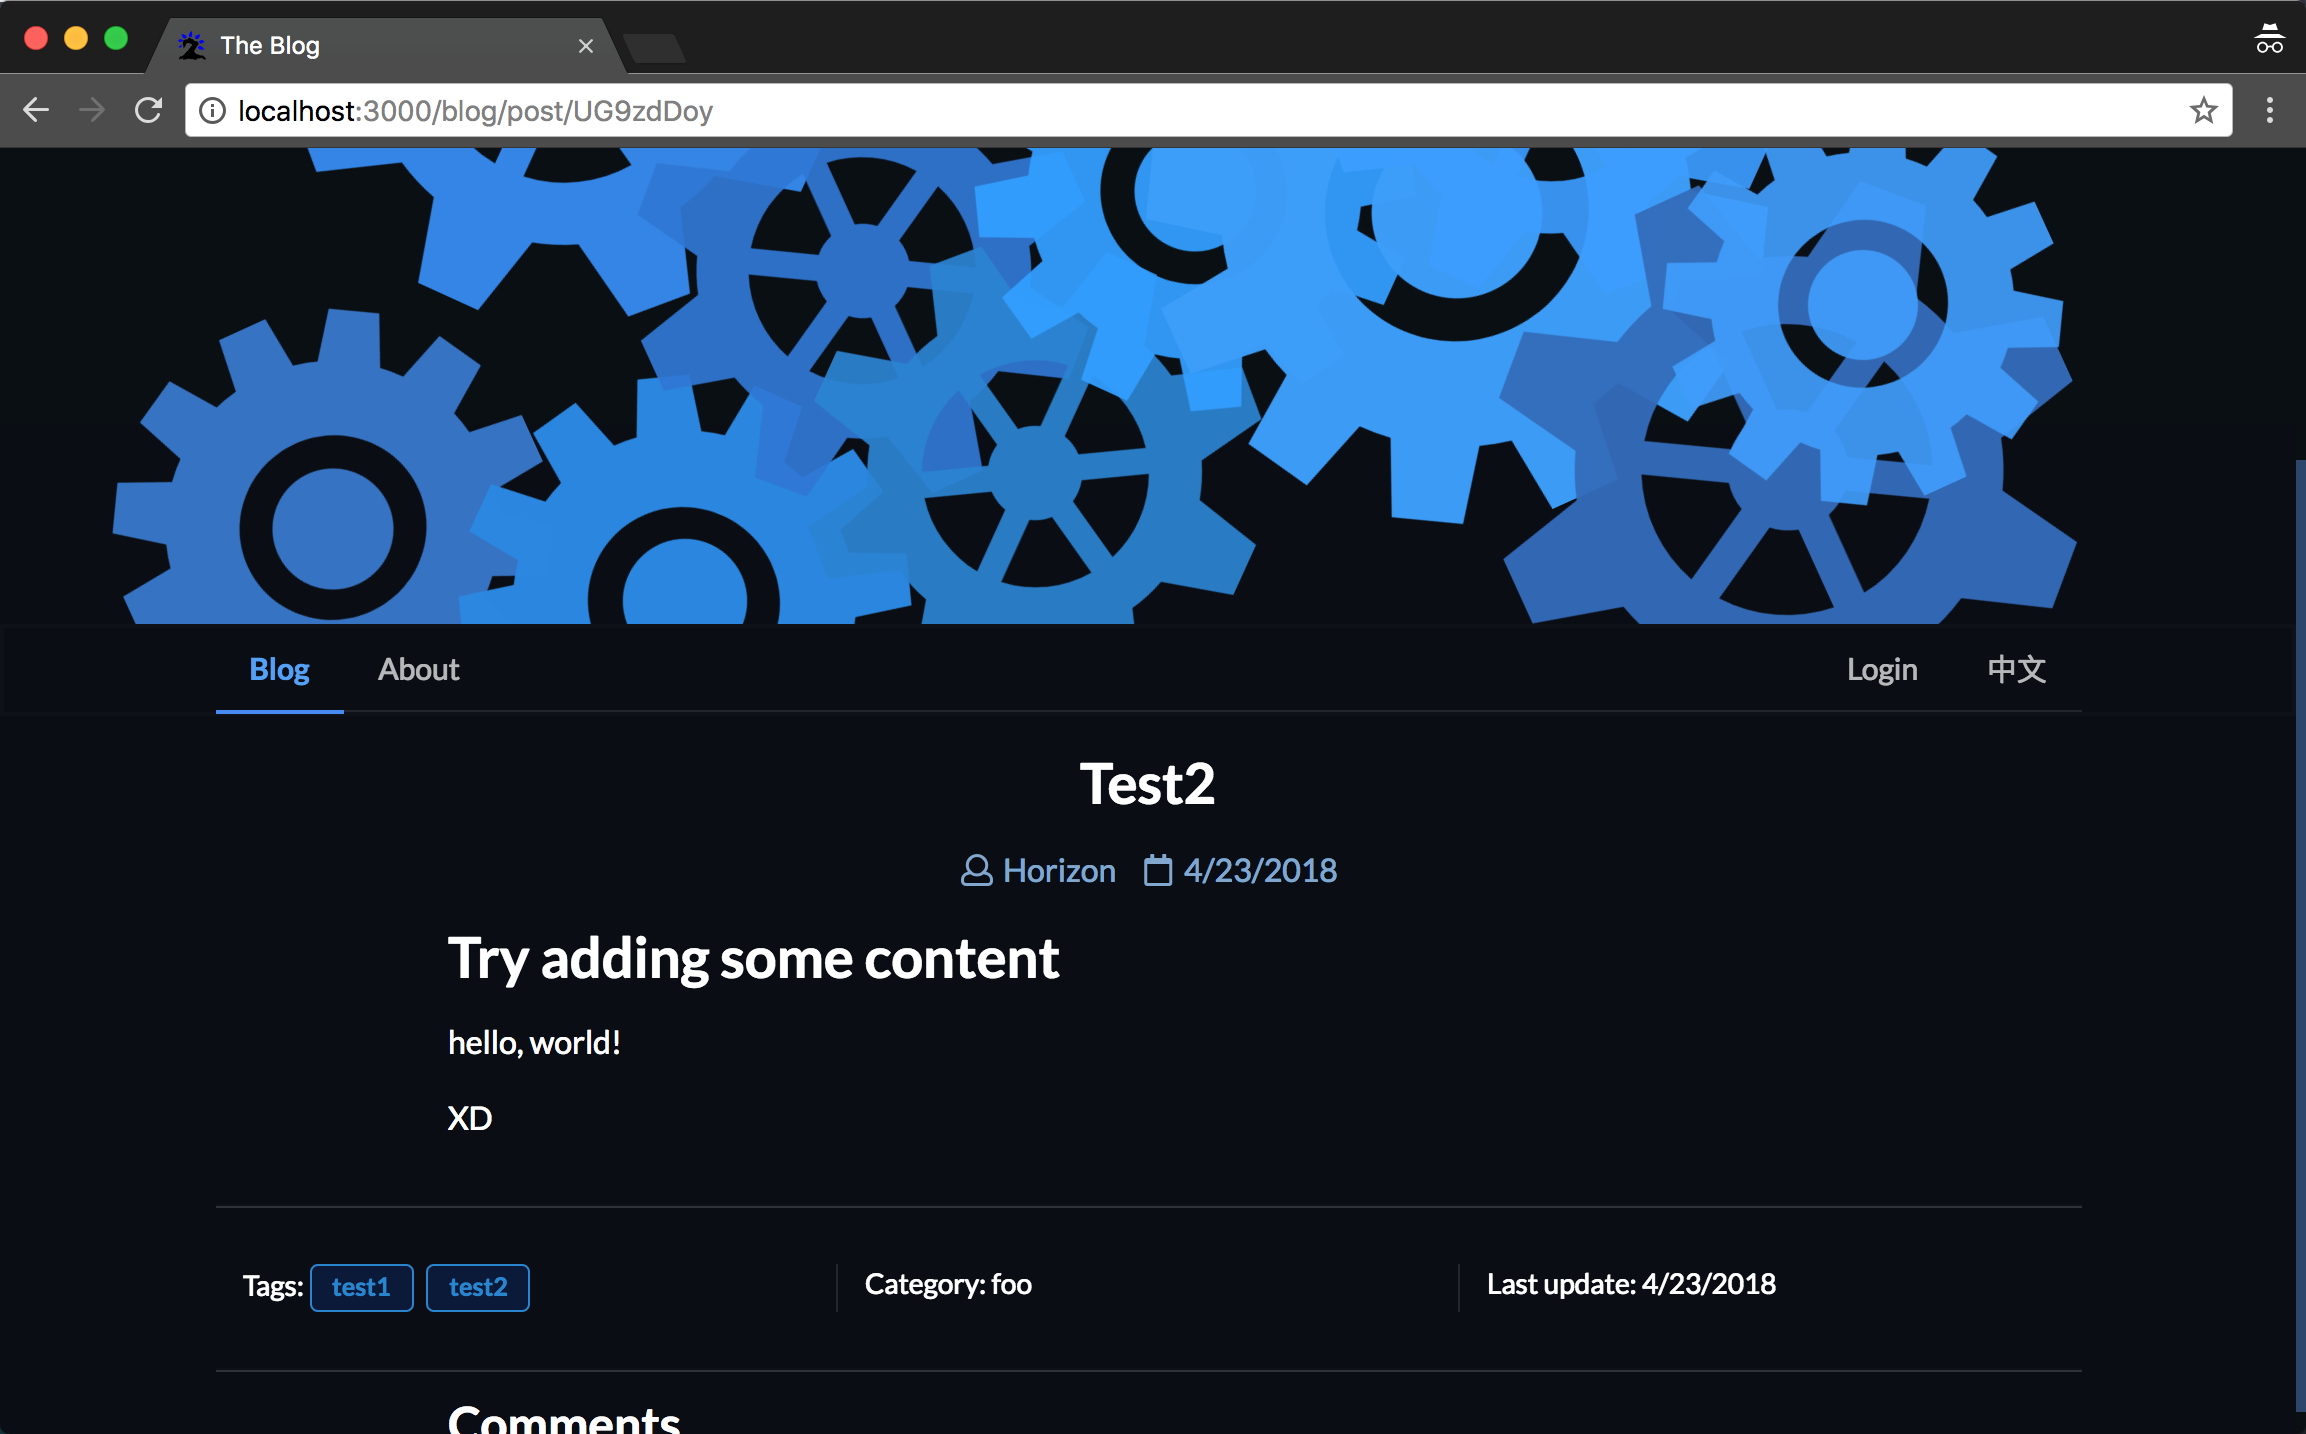 The Blog
localhost:3000/blog/post/UG9zdDoy
Blog About Login 中文
Test2
Horizon 4/23/2018
Try adding some content
hello, world!
XD
Tags: test1 test2 Category: foo Last update: 4/23/2018
Comments